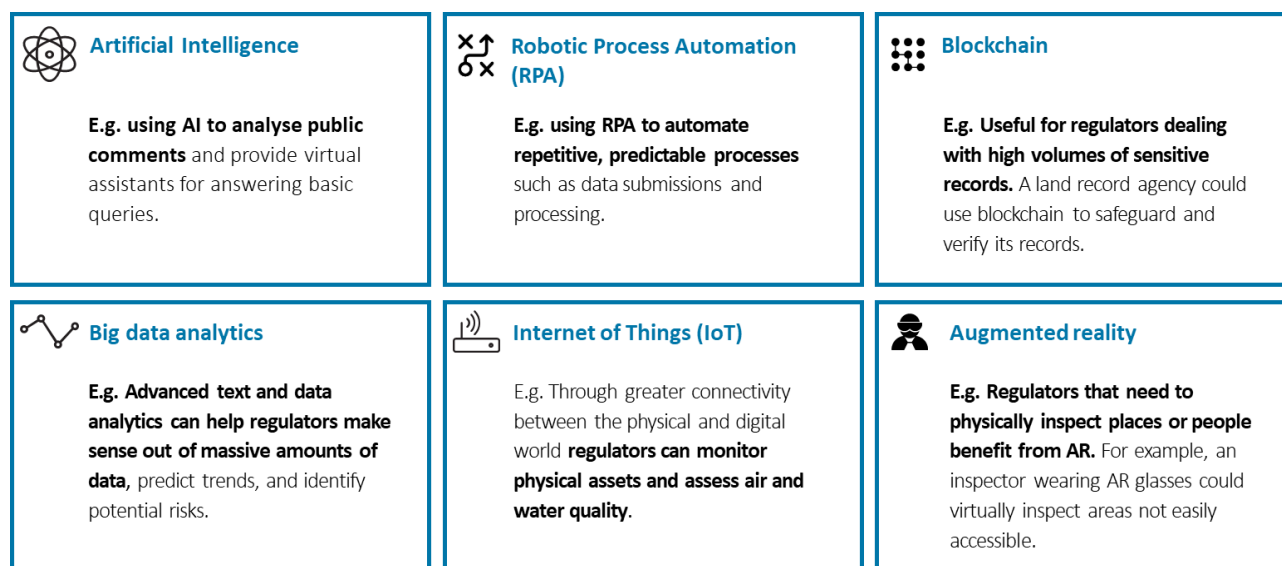 Artificial Intelligence
E.g. using AI to analyse public
comments and provide virtual
assistants for answering basic
queries.
Robotic Process Automation
(RPA)
E.g. using RPA to automate
repetitive, predictable processes
such as data submissions and
processing.
Blockchain
E.g. Useful for regulators dealing
with high volumes of sensitive
records. A land record agency could
use blockchain to safeguard and
verify its records.
Big data analytics
E.g. Advanced text and data
analytics can help regulators make
sense out of massive amounts of
data, predict trends, and identify
potential risks.
Internet of Things (IoT)
E.g. Through greater connectivity
between the physical and digital
world regulators can monitor
physical assets and assess air and
water quality.
Augmented reality
E.g. Regulators that need to
physically inspect places or people
benefit from AR. For example, an
inspector wearing AR glasses could
virtually inspect areas not easily
accessible.